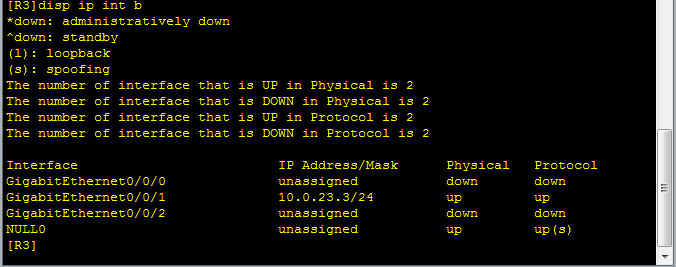 [R3]disp ip int b
*down: administratively down
^down: standby
(l): loopback
(s): spoofing
The number of interface that is UP in Physical is 2
The number of interface that is DOWN in Physical is 2
The number of interface that is UP in Protocol is 2
The number of interface that is DOWN in Protocol is 2
Interface IP Address/Mask Physical Protocol
GigabitEthernet0/0/0 unassigned down down
GigabitEthernet0/0/1 10.0.23.3/24 up up
GigabitEthernet0/0/2 unassigned down down
NULL0 unassigned up up(s)
[R3]